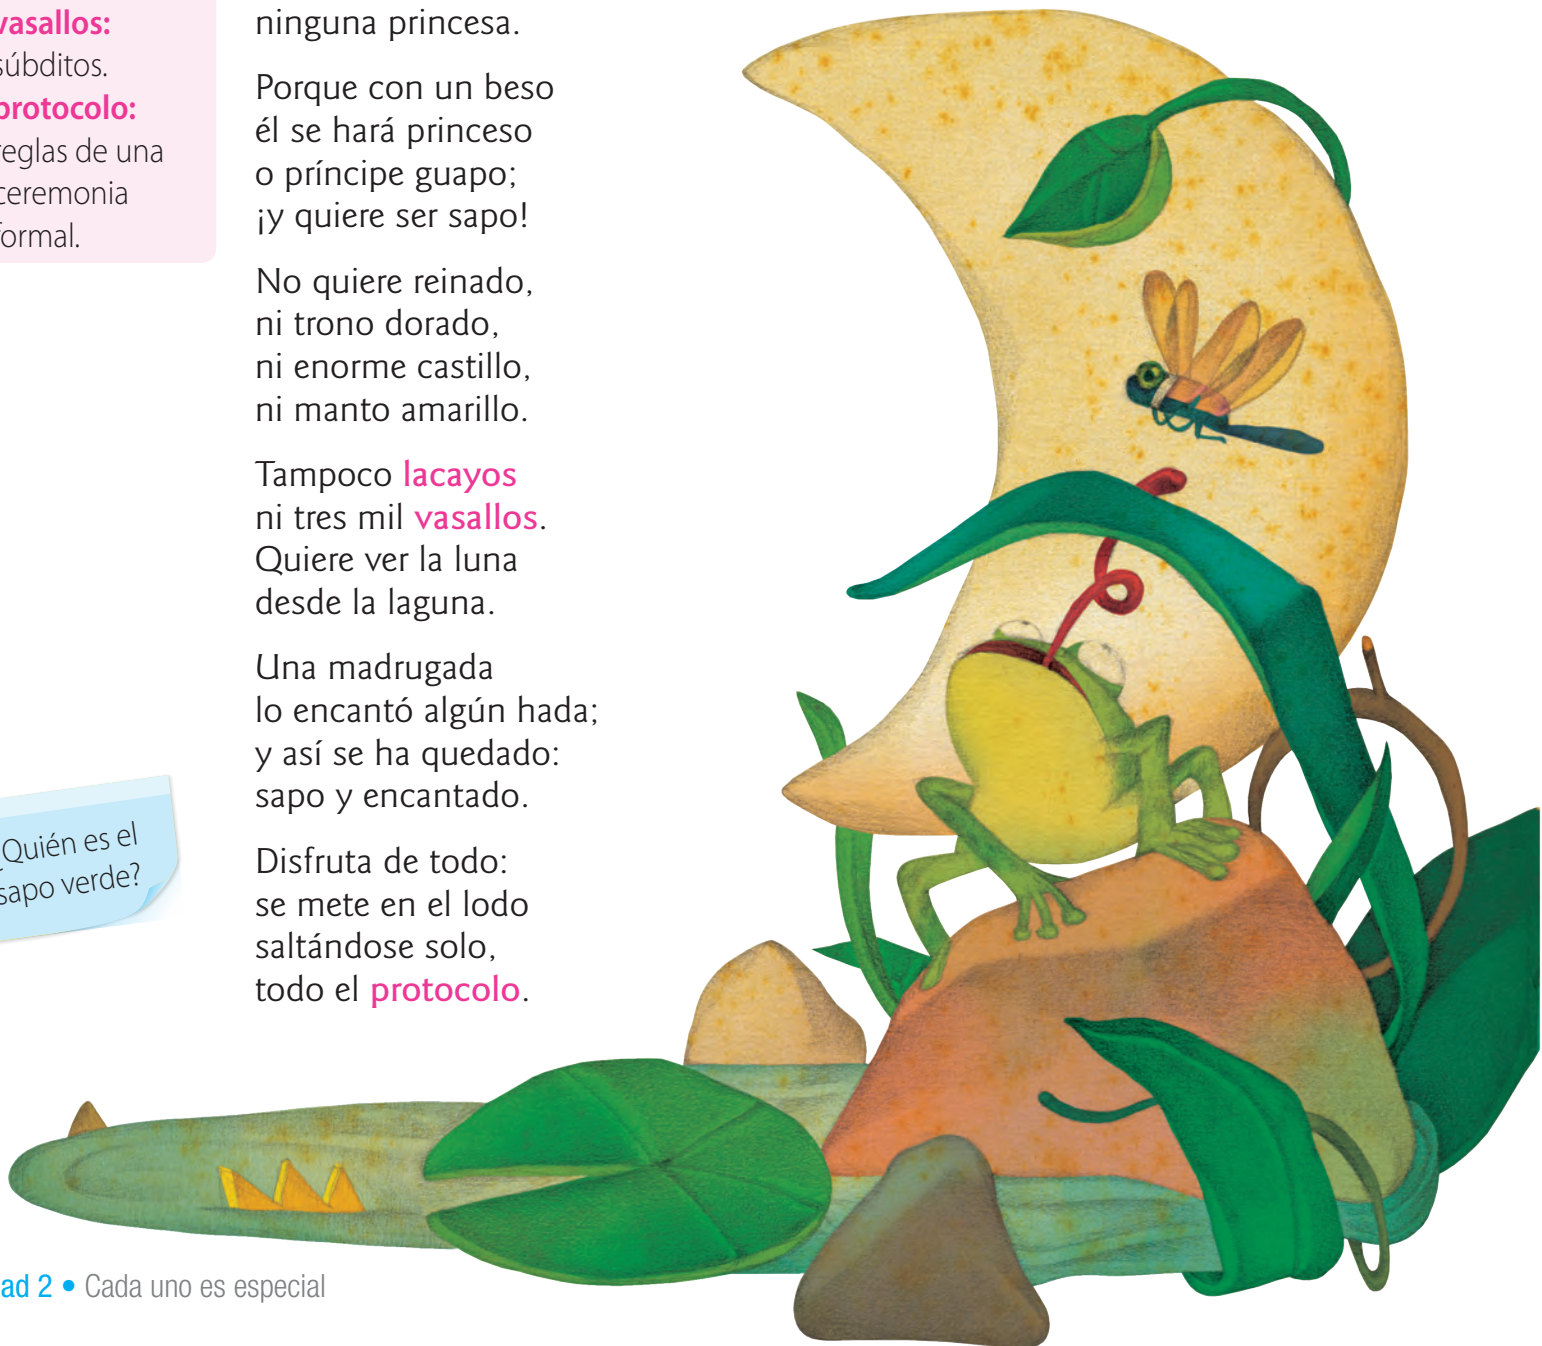 vasallos:
súbditos.
protocolo:
reglas de una
ceremonia
formal.
ninguna princesa.
Porque con un beso
él se hará princeso
o príncipe guapo;
¡y quiere ser sapo!
No quiere reinado,
ni trono dorado,
ni enorme castillo,
ni manto amarillo.
Tampoco lacayos
ni tres mil vasallos.
Quiere ver la luna
desde la laguna.
Una madrugada
lo encantó algún hada;
y así se ha quedado:
sapo y encantado.
Disfruta de todo:
se mete en el lodo
saltándose solo,
todo el protocolo.
¿Quién es el
sapo verde?
ad 2 • Cada uno es especial